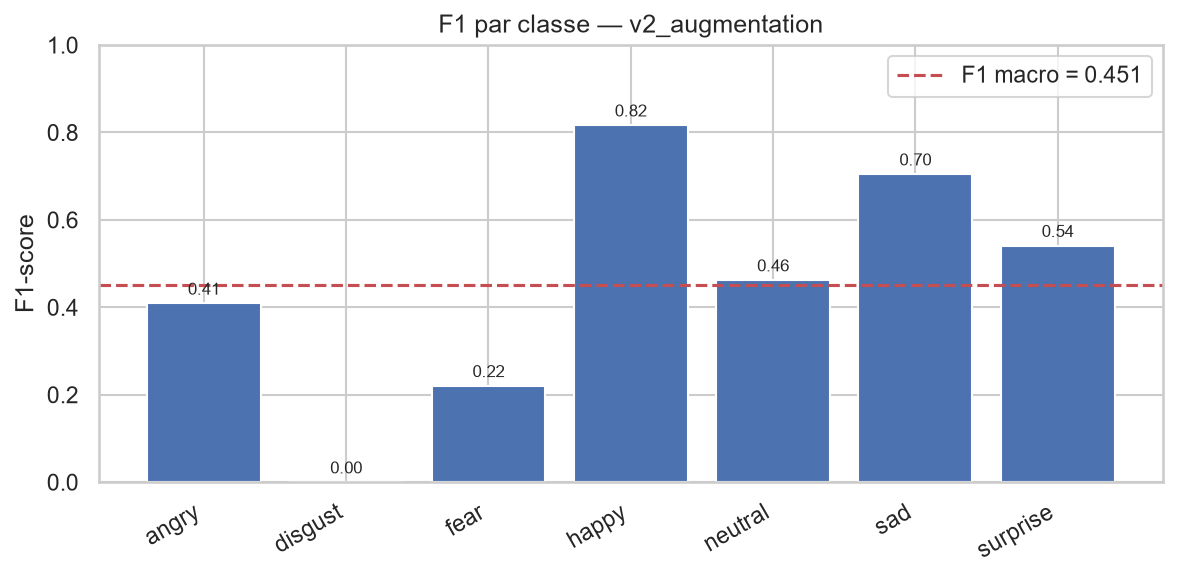 F1 par classe — v2_augmentation
F1 macro = 0.451
F1-score
1.0
0.8
0.6
0.4
0.2
0.0
0.41
0.00
0.22
0.82
0.46
0.70
0.54
angry
disgust
fear
happy
neutral
sad
surprise